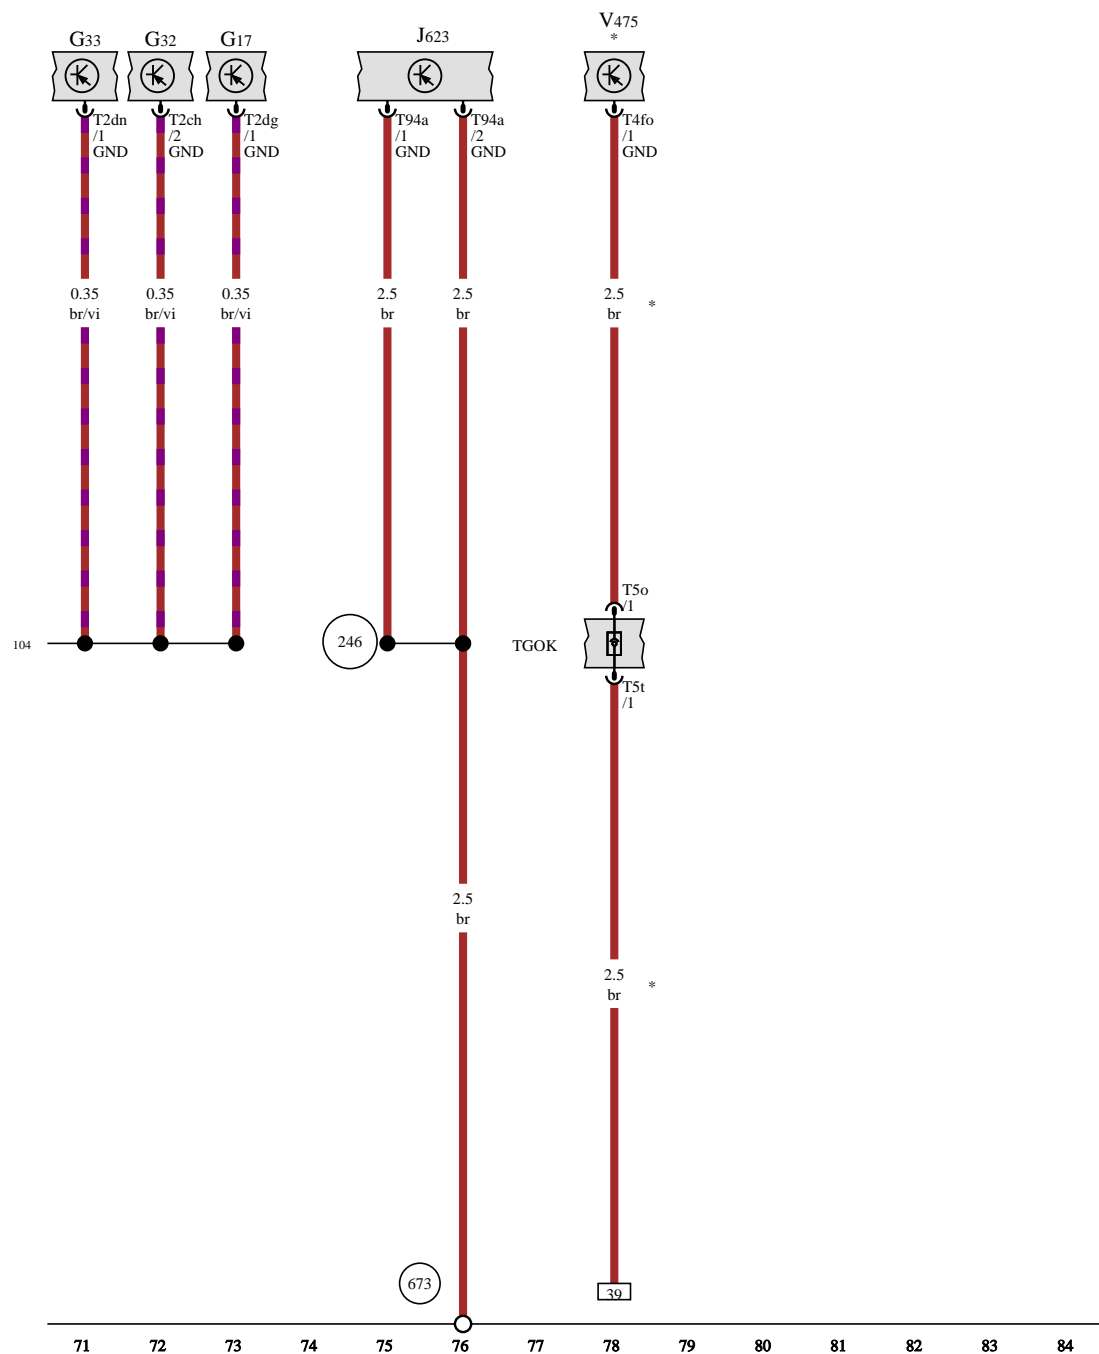 G33
G32
G17
J623
V475
*
T2dn
/1
GND
T2ch
/2
GND
T2dg
/1
GND
T94a
/1
GND
T94a
/2
GND
T4fo
/1
GND
0.35
br/vi
0.35
br/vi
0.35
br/vi
2.5
br
2.5
br
2.5
br
*
T5o
/1
104
246
TGOK
T5t
/1
2.5
br
2.5
br
*
673
39
71 72 73 74 75 76 77 78 79 80 81 82 83 84